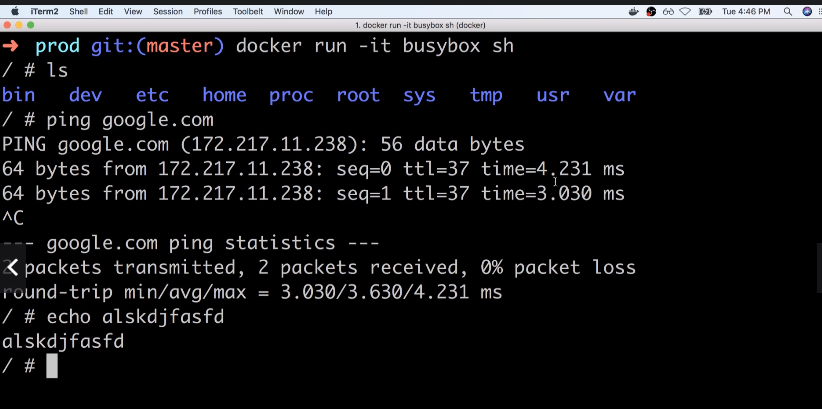 iTerm2 Shell Edit View Session Profiles Toolbelt Window Help Tue 4:46 PM
1. docker run -it busybox sh (docker)
➜ prod git:(master) docker run -it busybox sh
/ # ls
bin dev etc home proc root sys tmp usr var
/ # ping google.com
PING google.com (172.217.11.238): 56 data bytes
64 bytes from 172.217.11.238: seq=0 ttl=37 time=4.231 ms
64 bytes from 172.217.11.238: seq=1 ttl=37 time=3.030 ms
^C
--- google.com ping statistics ---
2 packets transmitted, 2 packets received, 0% packet loss
round-trip min/avg/max = 3.030/3.630/4.231 ms
/ # echo alskdjfasfd
alskdjfasfd
/ #